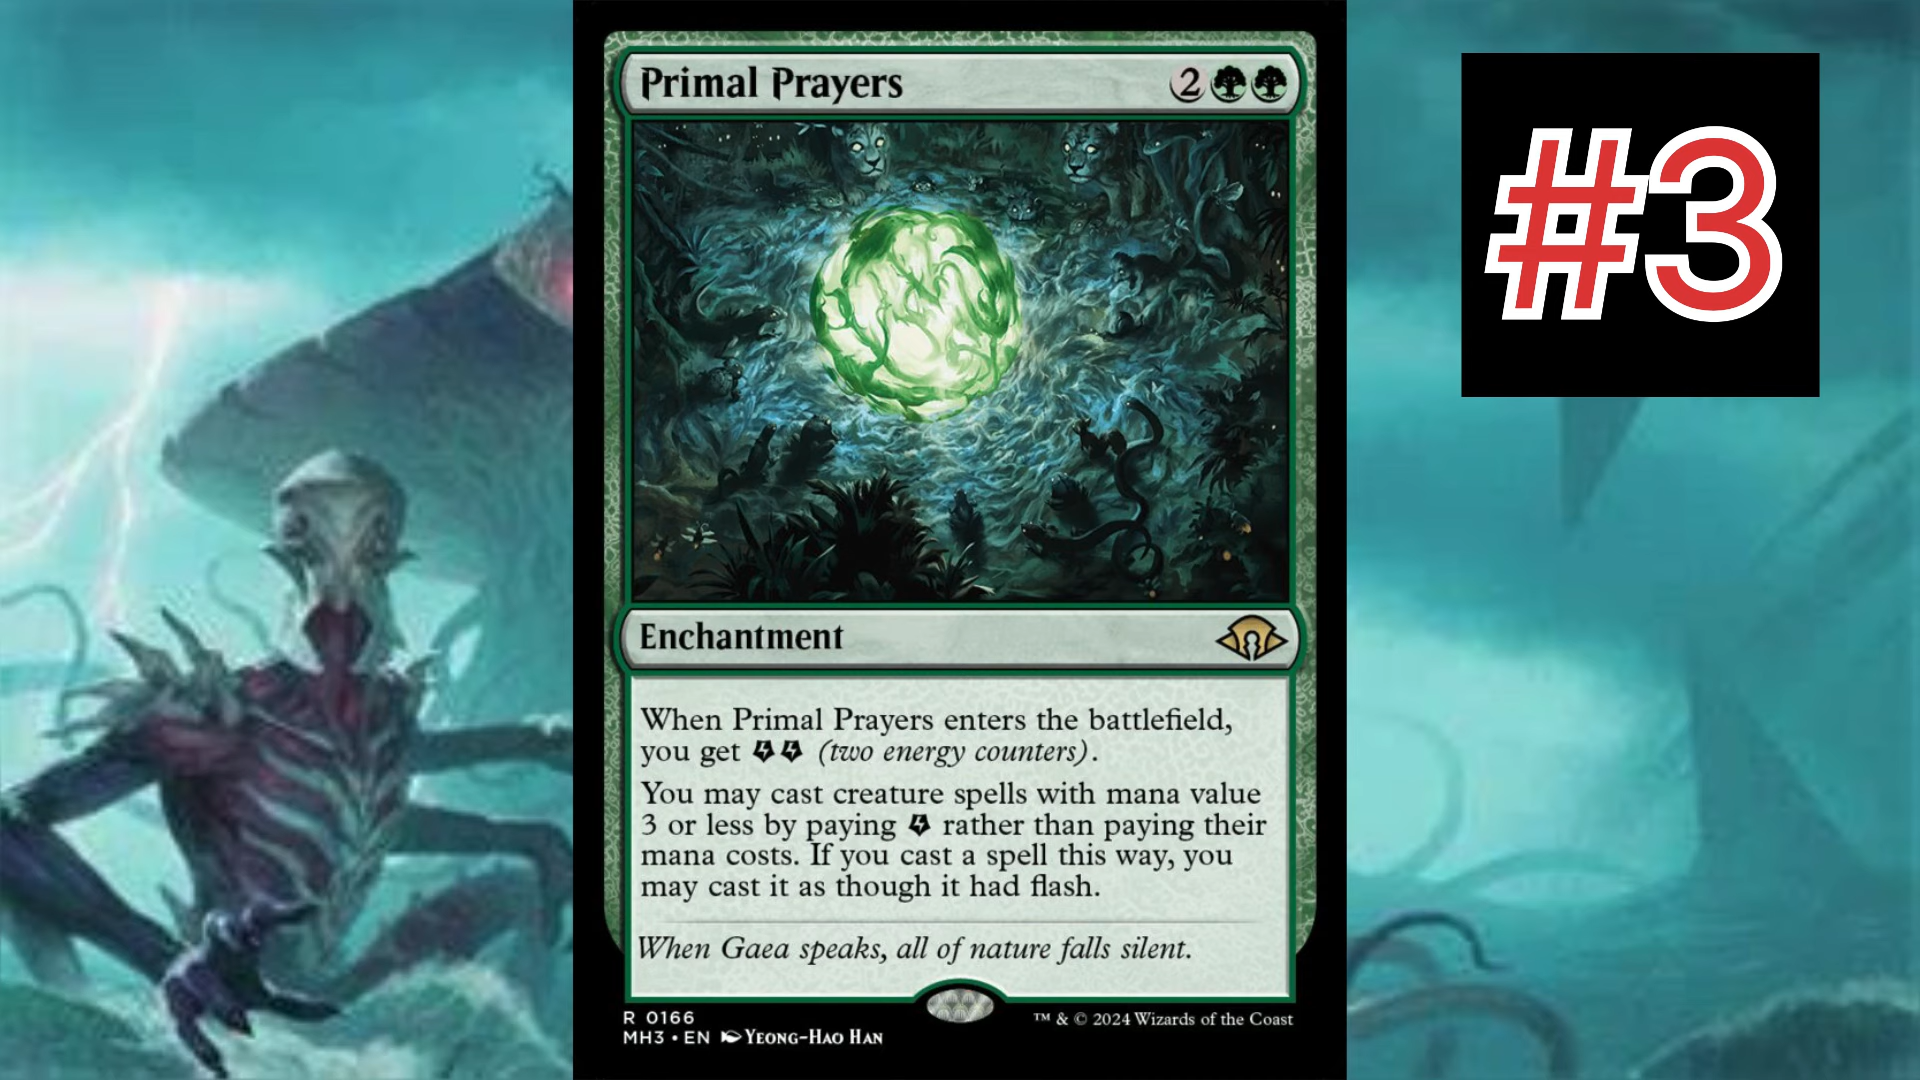 Primal Prayers 2
#3
Enchantment
When Primal Prayers enters the battlefield,
you get (two energy counters).
You may cast creature spells with mana value
3 or less by paying rather than paying their
mana costs. If you cast a spell this way, you
may cast it as though it had flash.
When Gaea speaks, all of nature falls silent.
R 0166
MH3 • EN Yeong-Hao Han
™ & © 2024 Wizards of the Coast